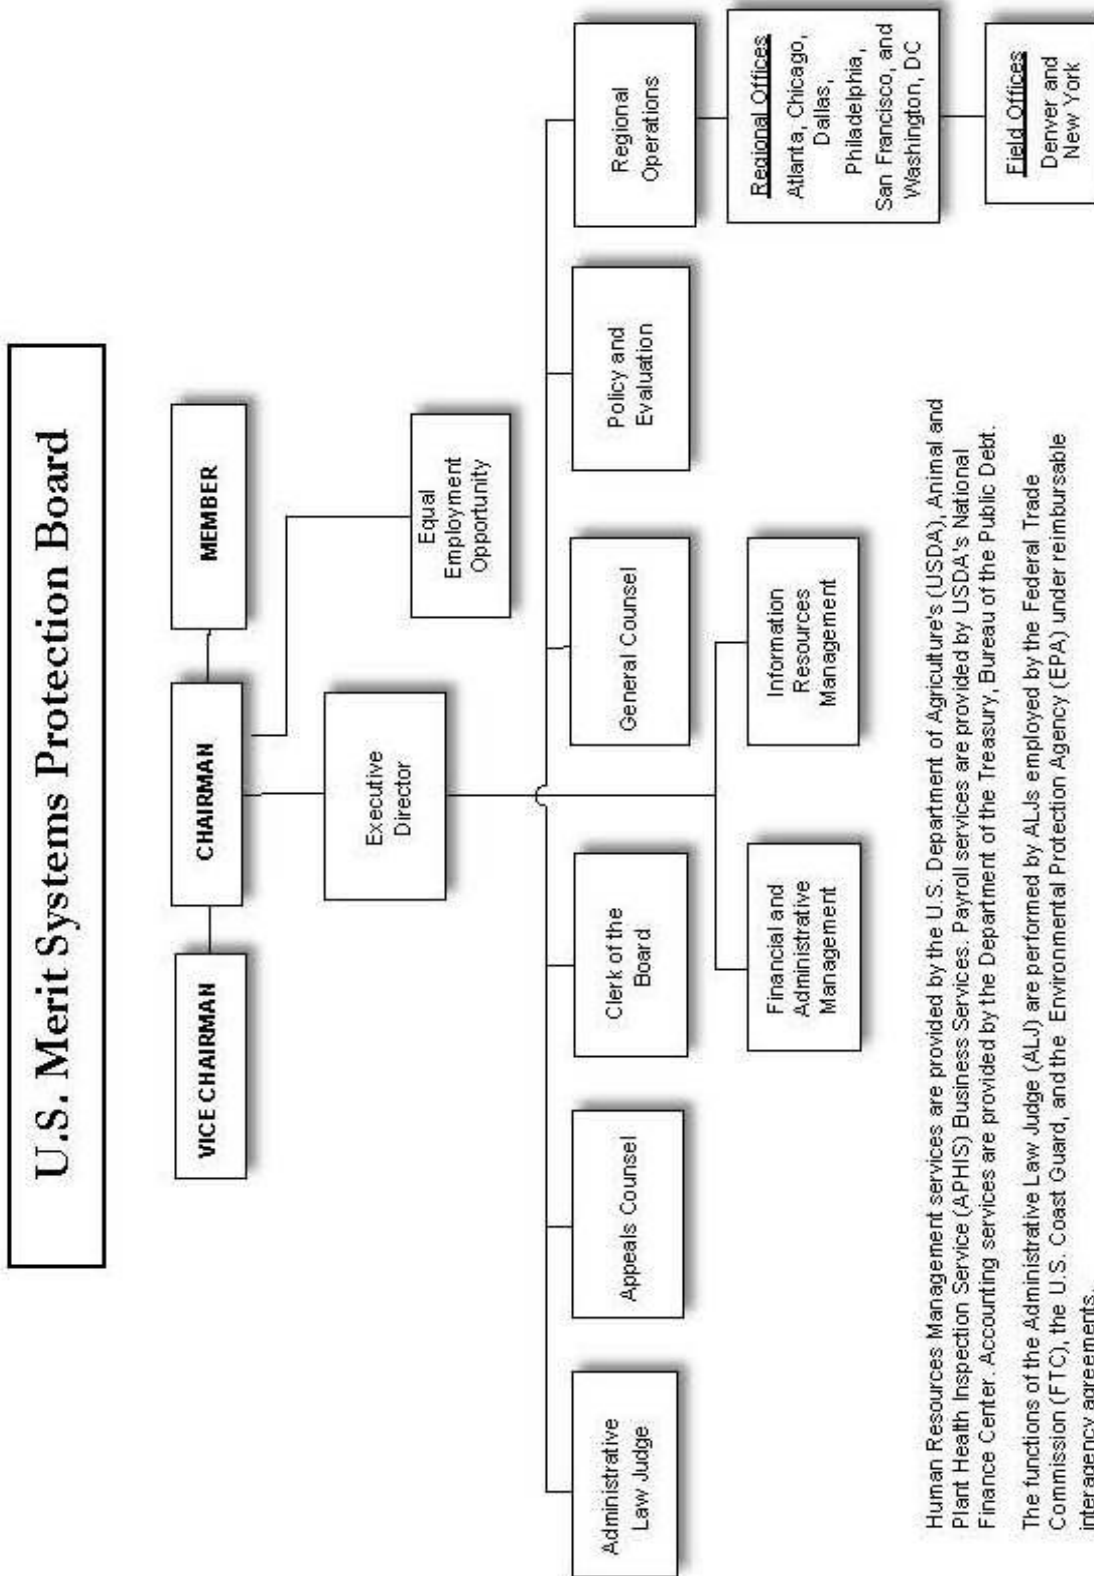 U.S. Merit Systems Protection Board
VICE CHAIRMAN
CHAIRMAN
MEMBER
Executive
Director
Equal
Employment
Opportunity
Administrative
Law Judge
Appeals Counsel
Clerk of the
Board
General Counsel
Policy and
Evaluation
Regional
Operations
Financial and
Administrative
Management
Information
Resources
Management
Regional Offices
Atlanta, Chicago,
Dallas,
Philadelphia,
San Francisco, and
Washington, DC
Field Offices
Denver and
New York
Human Resources Management services are provided by the U.S. Department of Agriculture's (USDA), Animal and
Plant Health Inspection Service (APHIS) Business Services. Payroll services are provided by USDA's National
Finance Center. Accounting services are provided by the Department of the Treasury, Bureau of the Public Debt.
The functions of the Administrative Law Judge (ALJ) are performed by ALJs employed by the Federal Trade
Commission (FTC), the U.S. Coast Guard, and the Environmental Protection Agency (EPA) under reimbursable
interagency agreements.